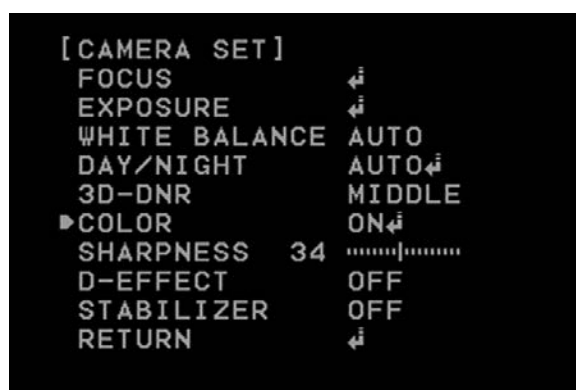 [CAMERA SET]
FOCUS ↲
EXPOSURE ↲
WHITE BALANCE AUTO
DAY/NIGHT AUTO↲
3D-DNR MIDDLE
COLOR ON↲
SHARPNESS 34
D-EFFECT OFF
STABILIZER OFF
RETURN ↲